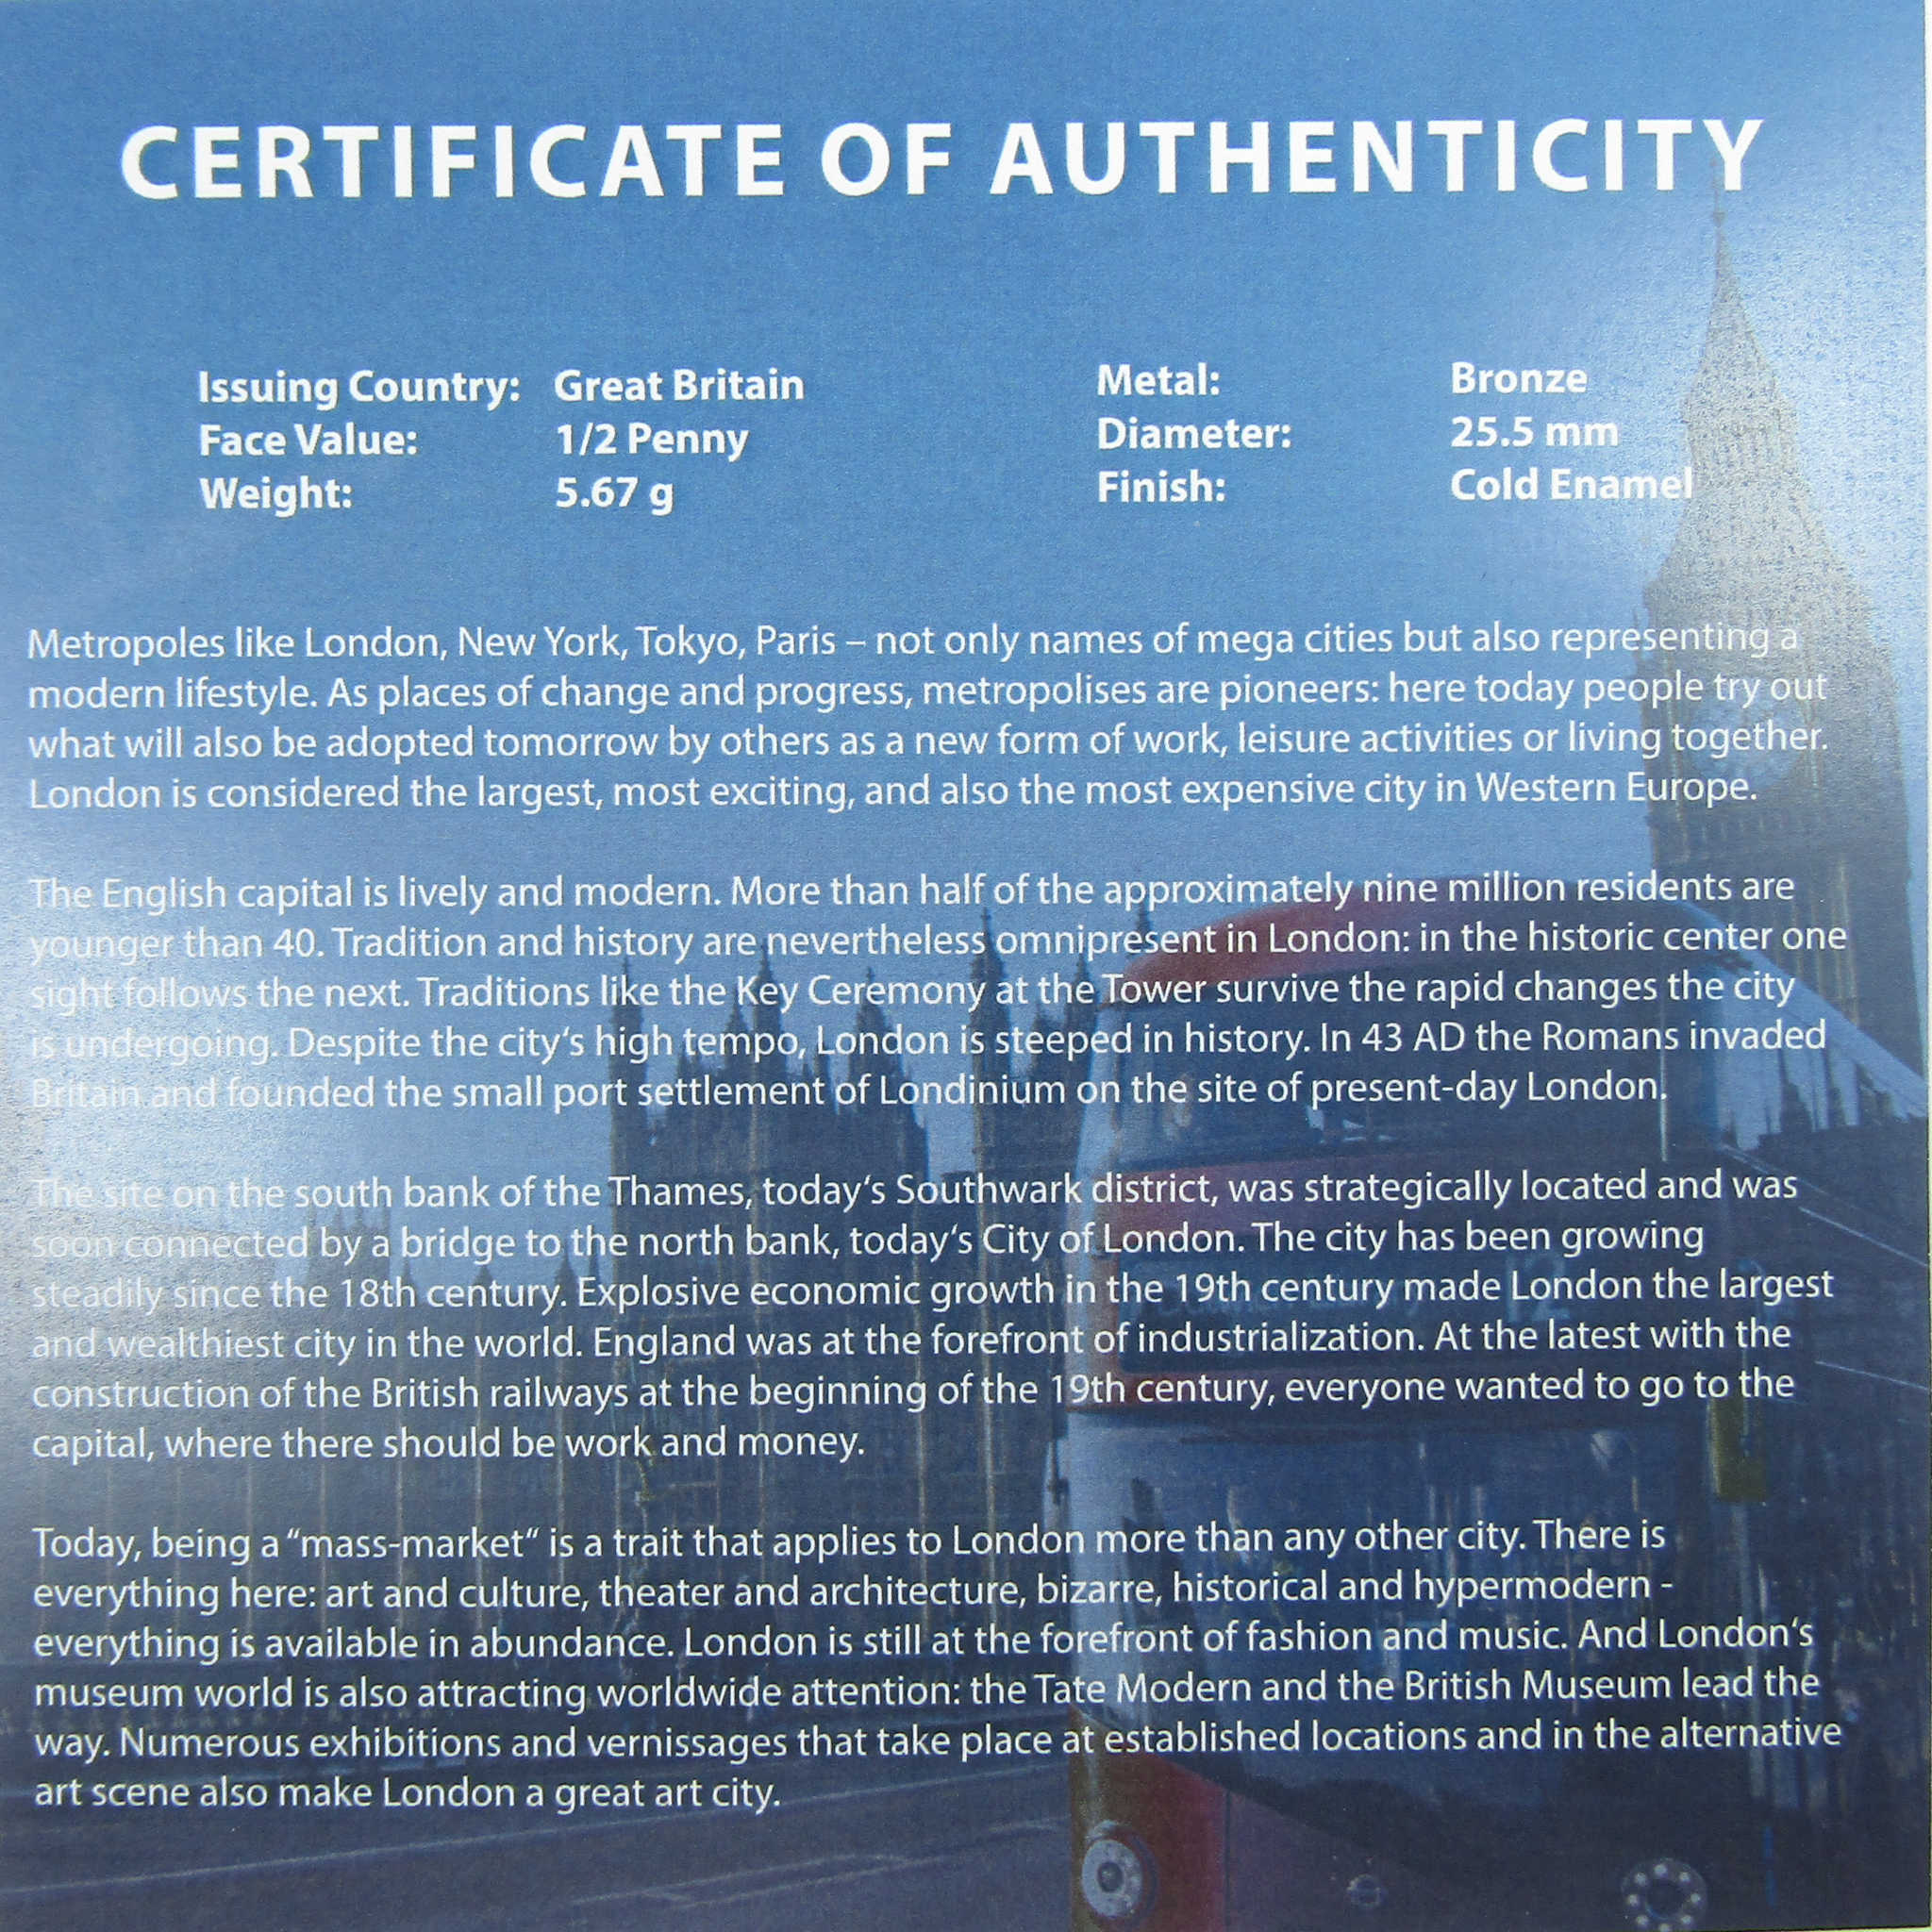 CERTIFICATE OF AUTHENTICITY
Issuing Country: Great Britain
Face Value: 1/2 Penny
Weight: 5.67 g
Metal: Bronze
Diameter: 25.5 mm
Finish: Cold Enamel
Metropoles like London, New York, Tokyo, Paris – not only names of mega cities but also representing a
modern lifestyle. As places of change and progress, metropolises are pioneers: here today people try out
what will also be adopted tomorrow by others as a new form of work, leisure activities or living together.
London is considered the largest, most exciting, and also the most expensive city in Western Europe.
The English capital is lively and modern. More than half of the approximately nine million residents are
younger than 40. Tradition and history are nevertheless omnipresent in London: in the historic center one
sight follows the next. Traditions like the Key Ceremony at the Tower survive the rapid changes the city
is undergoing. Despite the city‘s high tempo, London is steeped in history. In 43 AD the Romans invaded
Britain and founded the small port settlement of Londinium on the site of present-day London.
The site on the south bank of the Thames, today‘s Southwark district, was strategically located and was
soon connected by a bridge to the north bank, today‘s City of London. The city has been growing
steadily since the 18th century. Explosive economic growth in the 19th century made London the largest
and wealthiest city in the world. England was at the forefront of industrialization. At the latest with the
construction of the British railways at the beginning of the 19th century, everyone wanted to go to the
capital, where there should be work and money.
Today, being a “mass-market“ is a trait that applies to London more than any other city. There is
everything here: art and culture, theater and architecture, bizarre, historical and hypermodern -
everything is available in abundance. London is still at the forefront of fashion and music. And London‘s
museum world is also attracting worldwide attention: the Tate Modern and the British Museum lead the
way. Numerous exhibitions and vernissages that take place at established locations and in the alternative
art scene also make London a great art city.
12